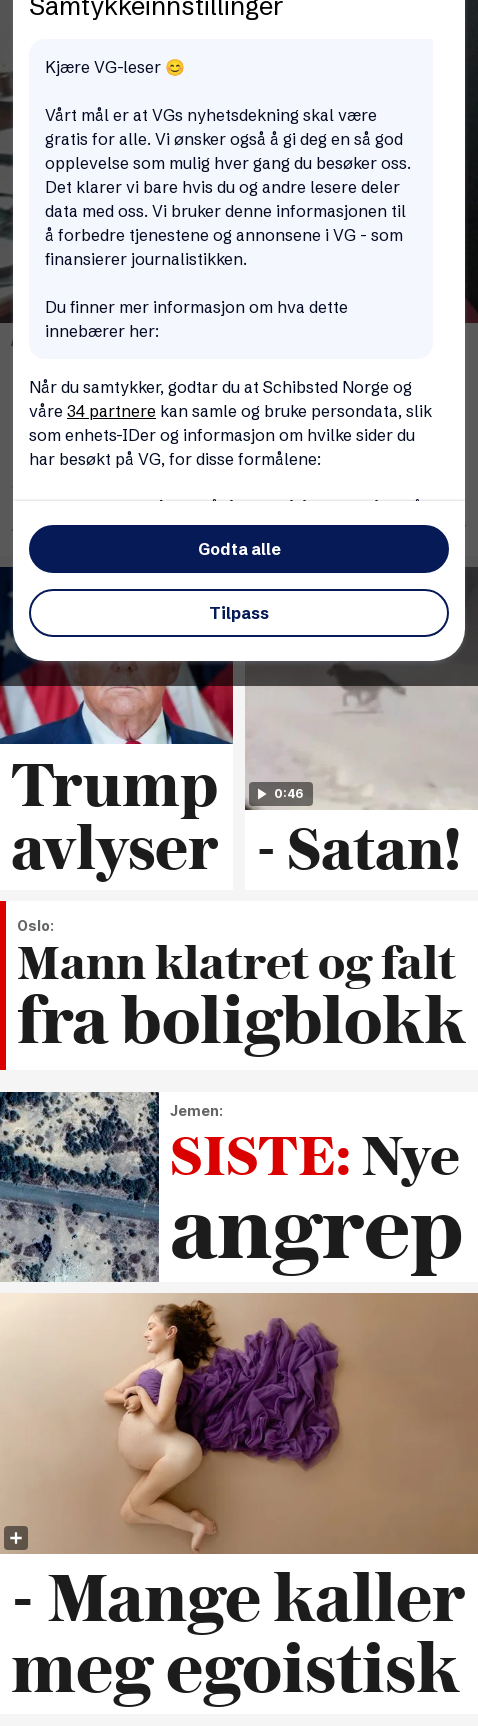 Samtykkeinnstillinger
Kjære VG-leser 😊
Vårt mål er at VGs nyhetsdekning skal være
gratis for alle. Vi ønsker også å gi deg en så god
opplevelse som mulig hver gang du besøker oss.
Det klarer vi bare hvis du og andre lesere deler
data med oss. Vi bruker denne informasjonen til
å forbedre tjenestene og annonsene i VG - som
finansierer journalistikken.
Du finner mer informasjon om hva dette
innebærer her:
Når du samtykker, godtar du at Schibsted Norge og
våre 34 partnere kan samle og bruke persondata, slik
som enhets-IDer og informasjon om hvilke sider du
har besøkt på VG, for disse formålene:
Godta alle
Tilpass
Trump
avlyser
0:46
- Satan!
Oslo:
Mann klatret og falt
fra boligblokk
Jemen:
SISTE: Nye
angrep
- Mange kaller
meg egoistisk